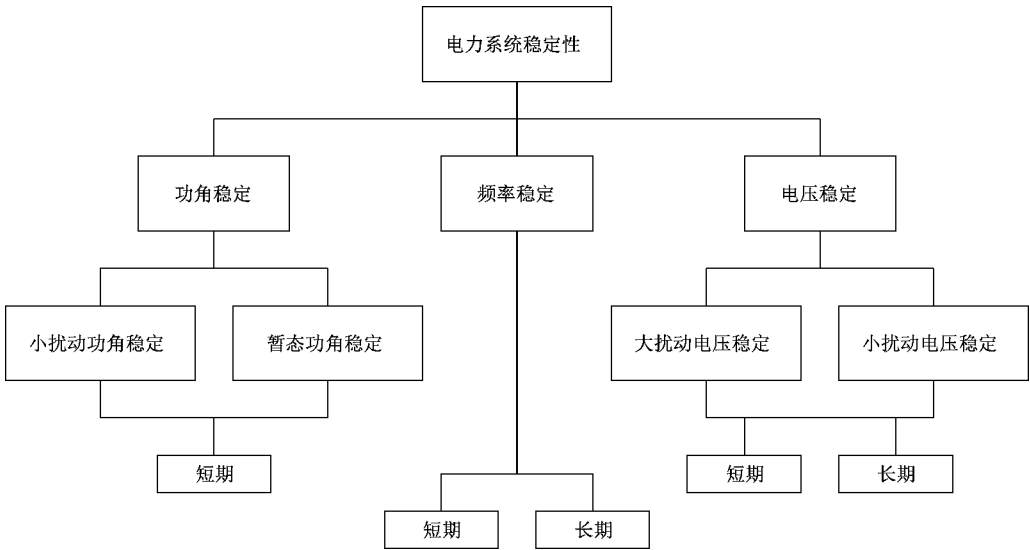 电力系统稳定性
功角稳定
频率稳定
电压稳定
小扰动功角稳定
暂态功角稳定
大扰动电压稳定
小扰动电压稳定
短期
短期
长期
短期
长期